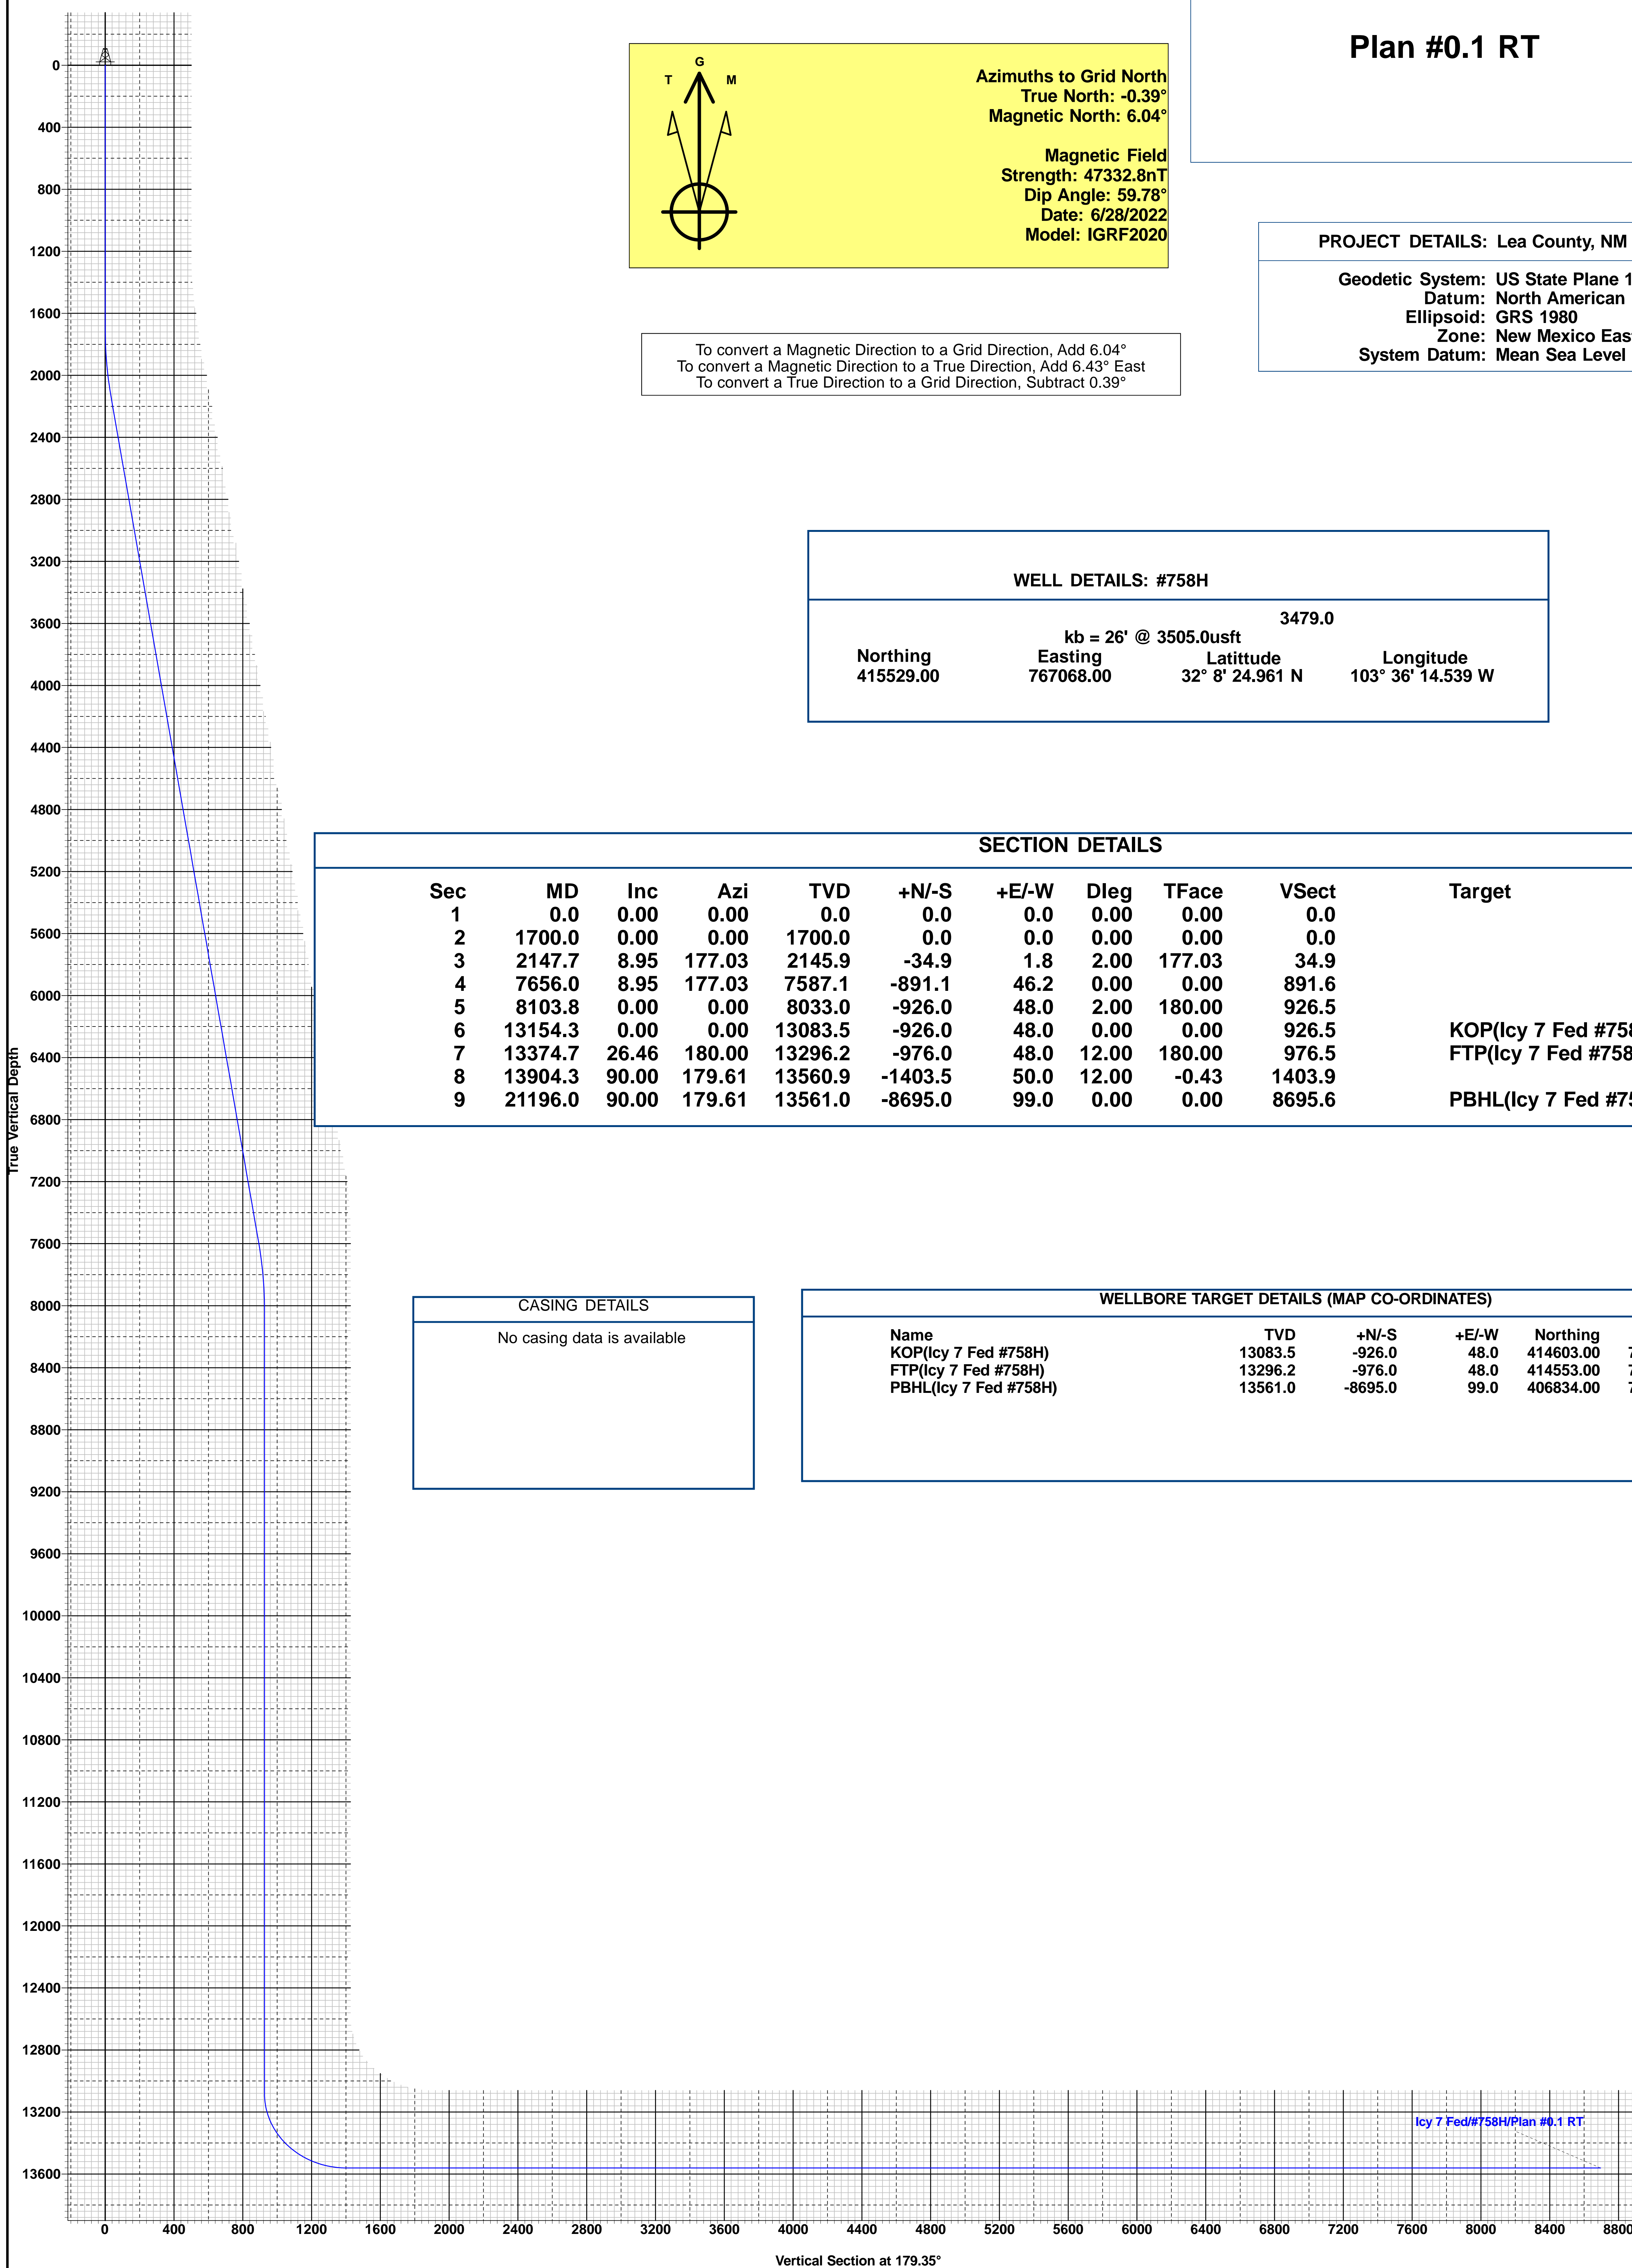 Plan #0.1 RT
G
T M
Azimuths to Grid North
True North: -0.39°
Magnetic North: 6.04°
Magnetic Field
Strength: 47332.8nT
Dip Angle: 59.78°
Date: 6/28/2022
Model: IGRF2020
To convert a Magnetic Direction to a Grid Direction, Add 6.04°
To convert a Magnetic Direction to a True Direction, Add 6.43° East
To convert a True Direction to a Grid Direction, Subtract 0.39°
PROJECT DETAILS: Lea County, NM
Geodetic System: US State Plane 1
Datum: North American
Ellipsoid: GRS 1980
Zone: New Mexico Eas
System Datum: Mean Sea Level
WELL DETAILS: #758H
3479.0
kb = 26' @ 3505.0usft
Northing Easting Latittude Longitude
415529.00 767068.00 32° 8' 24.961 N 103° 36' 14.539 W
SECTION DETAILS
Sec MD Inc Azi TVD +N/-S +E/-W Dleg TFace VSect Target
1 0.0 0.00 0.00 0.0 0.0 0.0 0.00 0.00 0.0
2 1700.0 0.00 0.00 1700.0 0.0 0.0 0.00 0.00 0.0
3 2147.7 8.95 177.03 2145.9 -34.9 1.8 2.00 177.03 34.9
4 7656.0 8.95 177.03 7587.1 -891.1 46.2 0.00 0.00 891.6
5 8103.8 0.00 0.00 8033.0 -926.0 48.0 2.00 180.00 926.5
6 13154.3 0.00 0.00 13083.5 -926.0 48.0 0.00 0.00 926.5 KOP(Icy 7 Fed #758
7 13374.7 26.46 180.00 13296.2 -976.0 48.0 12.00 180.00 976.5 FTP(Icy 7 Fed #758
8 13904.3 90.00 179.61 13560.9 -1403.5 50.0 12.00 -0.43 1403.9
9 21196.0 90.00 179.61 13561.0 -8695.0 99.0 0.00 0.00 8695.6 PBHL(Icy 7 Fed #75
CASING DETAILS
No casing data is available
WELLBORE TARGET DETAILS (MAP CO-ORDINATES)
Name TVD +N/-S +E/-W Northing
KOP(Icy 7 Fed #758H) 13083.5 -926.0 48.0 414603.00 7
FTP(Icy 7 Fed #758H) 13296.2 -976.0 48.0 414553.00 7
PBHL(Icy 7 Fed #758H) 13561.0 -8695.0 99.0 406834.00 7
True Vertical Depth
0
400
800
1200
1600
2000
2400
2800
3200
3600
4000
4400
4800
5200
5600
6000
6400
6800
7200
7600
8000
8400
8800
9200
9600
10000
10400
10800
11200
11600
12000
12400
12800
13200
13600
Icy 7 Fed/#758H/Plan #0.1 RT
0 400 800 1200 1600 2000 2400 2800 3200 3600 4000 4400 4800 5200 5600 6000 6400 6800 7200 7600 8000 8400 8800
Vertical Section at 179.35°